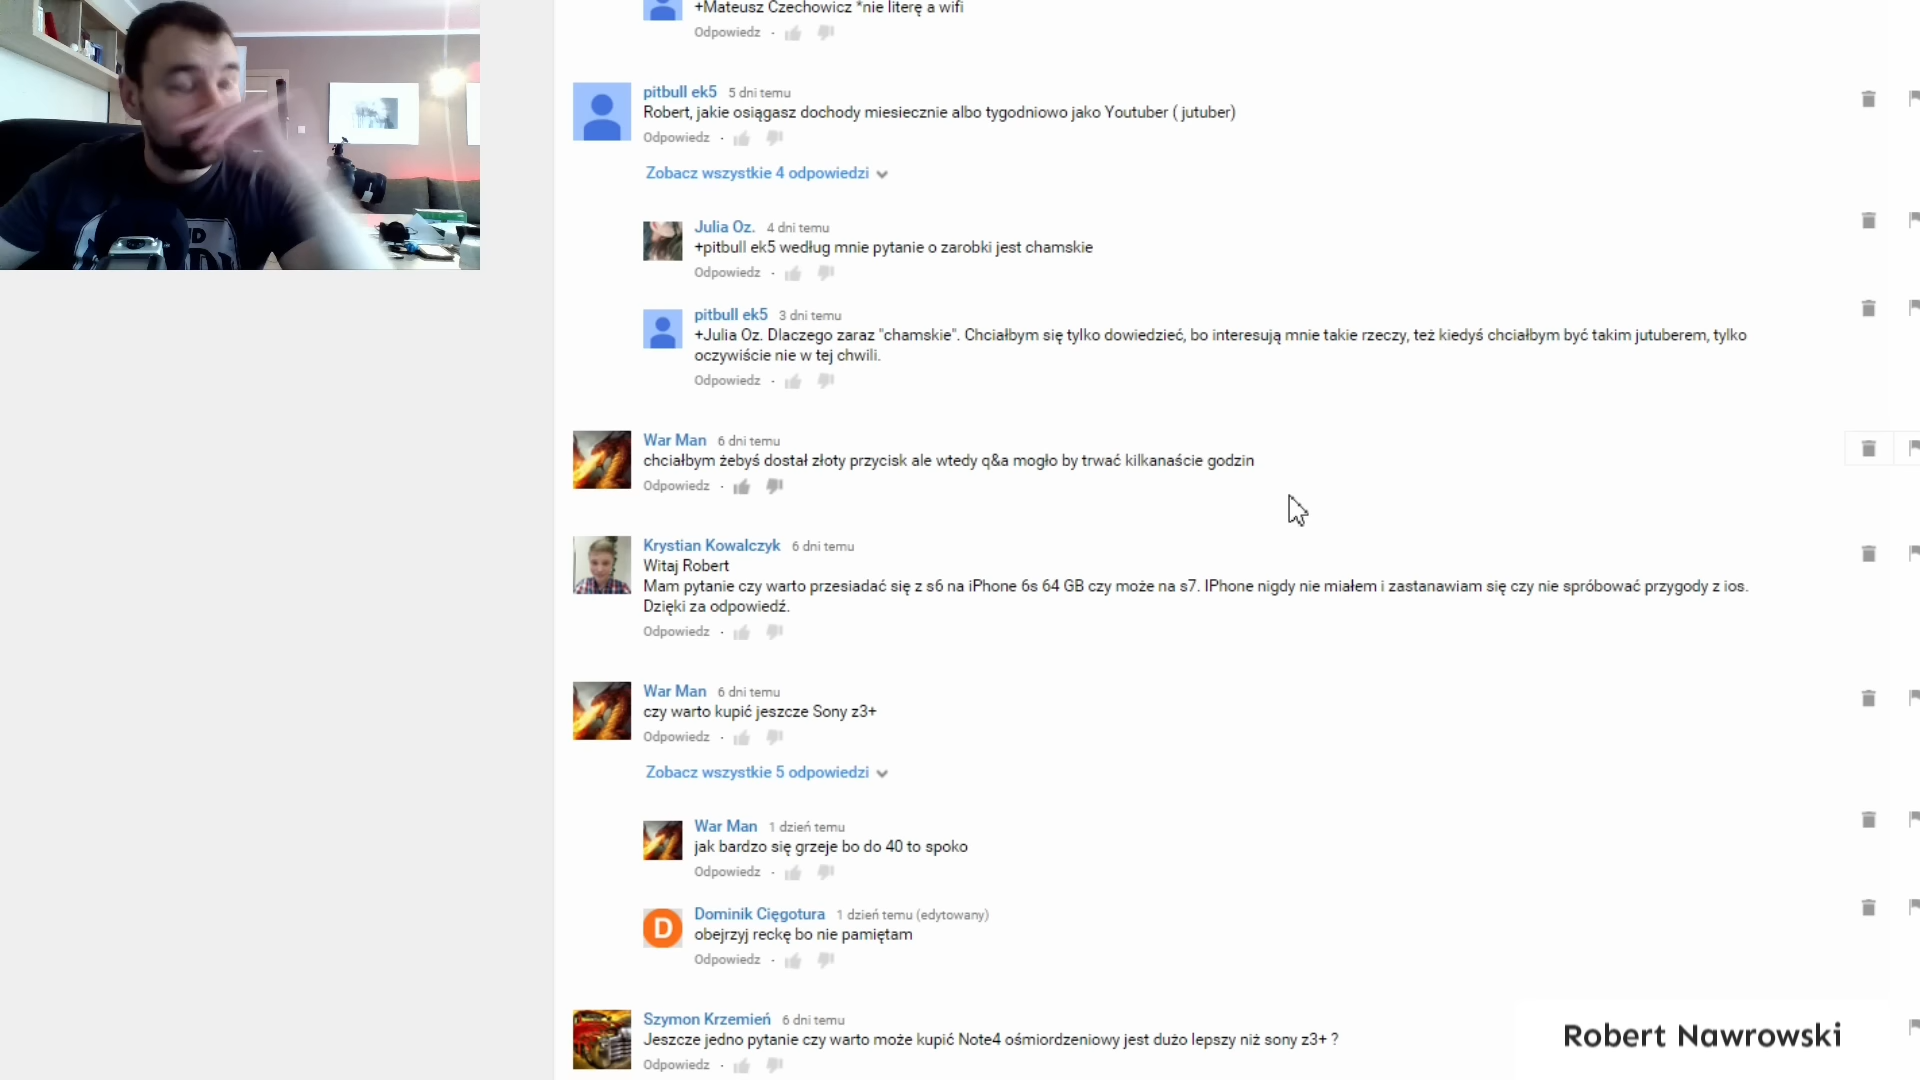 +Mateusz Czechowicz *nie literę a wifi
Odpowiedz
pitbull ek5 5 dni temu
Robert, jakie osiągasz dochody miesiecznie albo tygodniowo jako Youtuber ( jutuber)
Odpowiedz
Zobacz wszystkie 4 odpowiedzi
Julia Oz. 4 dni temu
+pitbull ek5 według mnie pytanie o zarobki jest chamskie
Odpowiedz
pitbull ek5 3 dni temu
+Julia Oz. Dlaczego zaraz "chamskie". Chciałbym się tylko dowiedzieć, bo interesują mnie takie rzeczy, też kiedyś chciałbym być takim jutuberem, tylko
oczywiście nie w tej chwili.
Odpowiedz
War Man 6 dni temu
chciałbym żebyś dostał złoty przycisk ale wtedy q&a mogło by trwać kilkanaście godzin
Odpowiedz
Krystian Kowalczyk 6 dni temu
Witaj Robert
Mam pytanie czy warto przesiadać się z s6 na iPhone 6s 64 GB czy może na s7. IPhone nigdy nie miałem i zastanawiam się czy nie spróbować przygody z ios.
Dzięki za odpowiedź.
Odpowiedz
War Man 6 dni temu
czy warto kupić jeszcze Sony z3+
Odpowiedz
Zobacz wszystkie 5 odpowiedzi
War Man 1 dzień temu
jak bardzo się grzeje bo do 40 to spoko
Odpowiedz
D
Dominik Cięgotura 1 dzień temu (edytowany)
obejrzyj reckę bo nie pamiętam
Odpowiedz
Szymon Krzemień 6 dni temu
Jeszcze jedno pytanie czy warto może kupić Note4 ośmiordzeniowy jest dużo lepszy niż sony z3+ ?
Odpowiedz
Robert Nawrowski